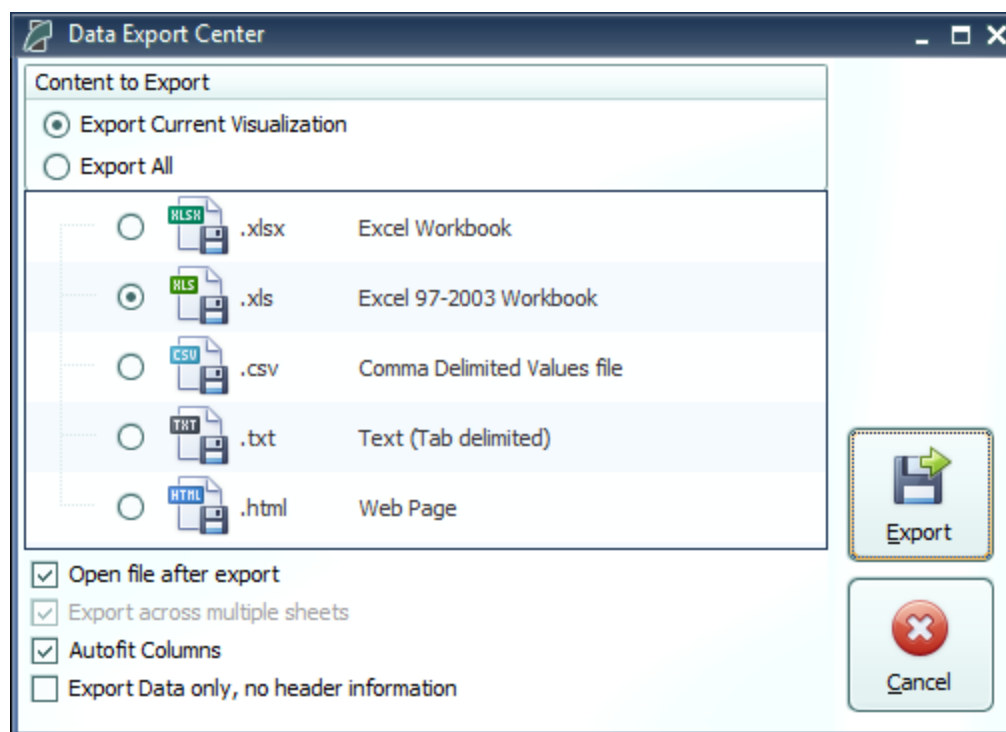 Data Export Center
Content to Export
Export Current Visualization
Export All
XLSX .xlsx Excel Workbook
XLS .xls Excel 97-2003 Workbook
CSV .csv Comma Delimited Values file
TXT .txt Text (Tab delimited)
HTML .html Web Page
Export
Open file after export
Export across multiple sheets
Autofit Columns
Export Data only, no header information
Cancel